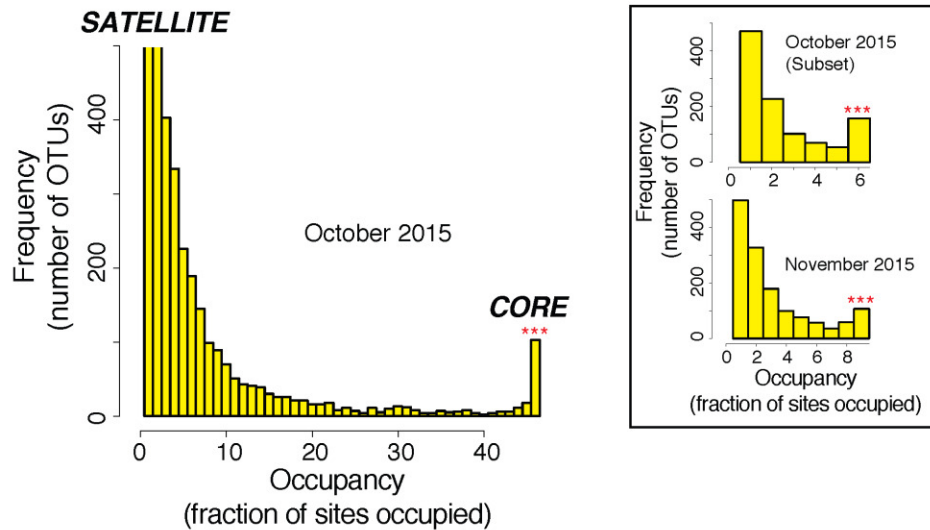 SATELLITE
400
200
0
Frequency
(number of OTUs)
October 2015
CORE
***
0 10 20 30 40
Occupancy
(fraction of sites occupied)
Frequency
(number of OTUs)
400
200
0
October 2015
(Subset)
***
0 2 4 6
400
200
0
November 2015
***
0 2 4 6 8
Occupancy
(fraction of sites occupied)